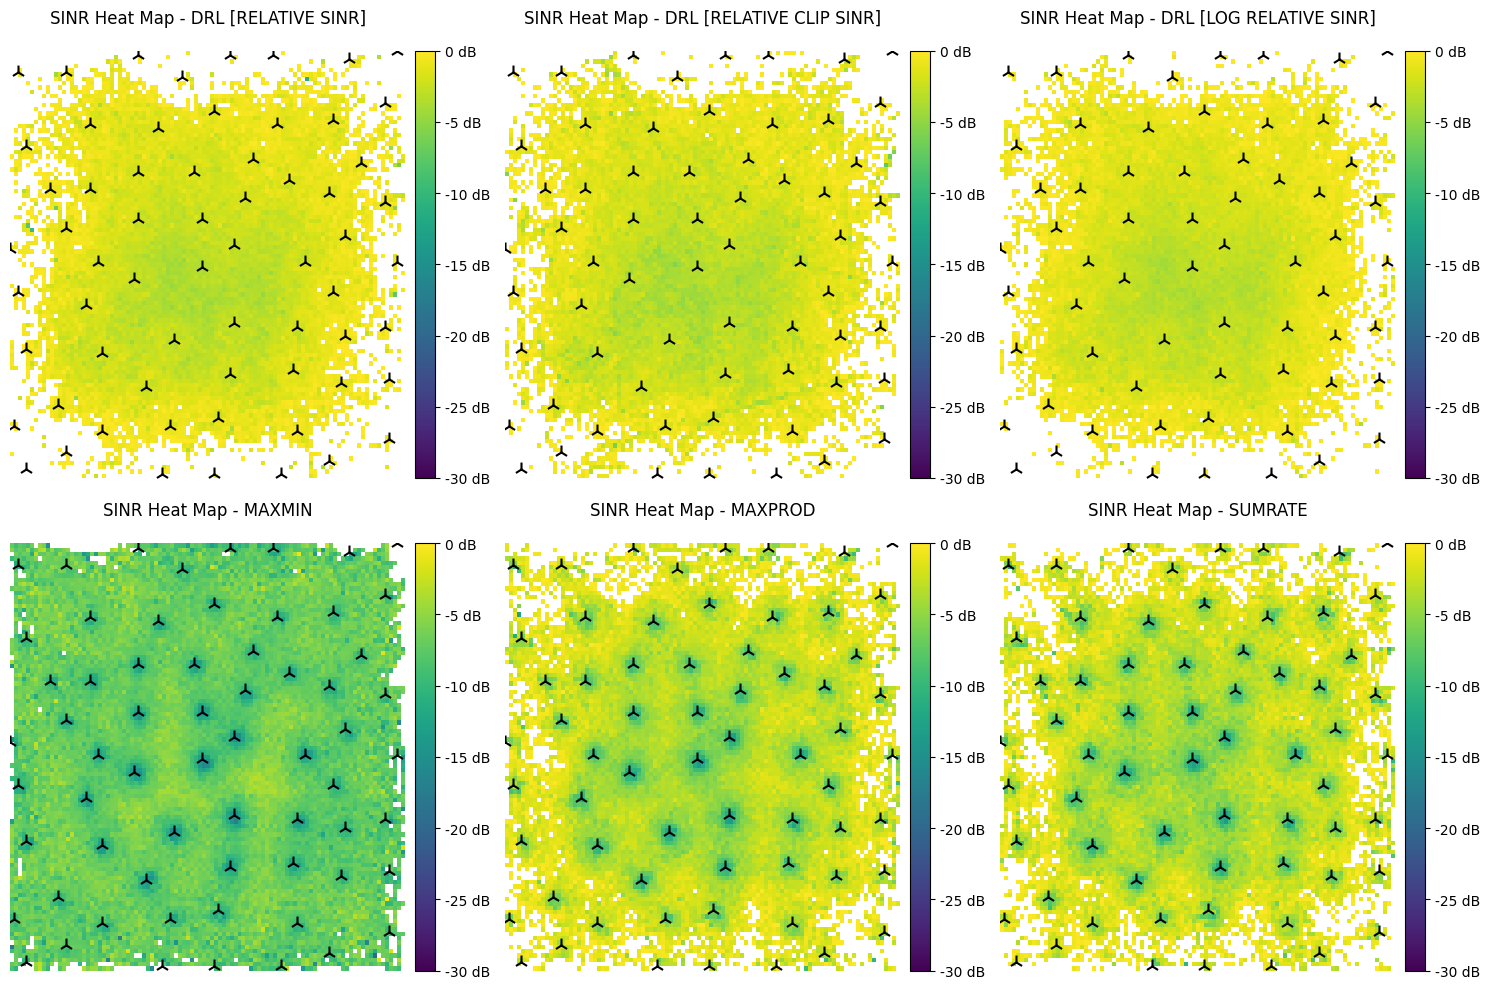 SINR Heat Map - DRL [RELATIVE SINR]
0 dB
-5 dB
-10 dB
-15 dB
-20 dB
-25 dB
-30 dB
SINR Heat Map - DRL [RELATIVE CLIP SINR]
0 dB
-5 dB
-10 dB
-15 dB
-20 dB
-25 dB
-30 dB
SINR Heat Map - DRL [LOG RELATIVE SINR]
0 dB
-5 dB
-10 dB
-15 dB
-20 dB
-25 dB
-30 dB
SINR Heat Map - MAXMIN
0 dB
-5 dB
-10 dB
-15 dB
-20 dB
-25 dB
-30 dB
SINR Heat Map - MAXPROD
0 dB
-5 dB
-10 dB
-15 dB
-20 dB
-25 dB
-30 dB
SINR Heat Map - SUMRATE
0 dB
-5 dB
-10 dB
-15 dB
-20 dB
-25 dB
-30 dB